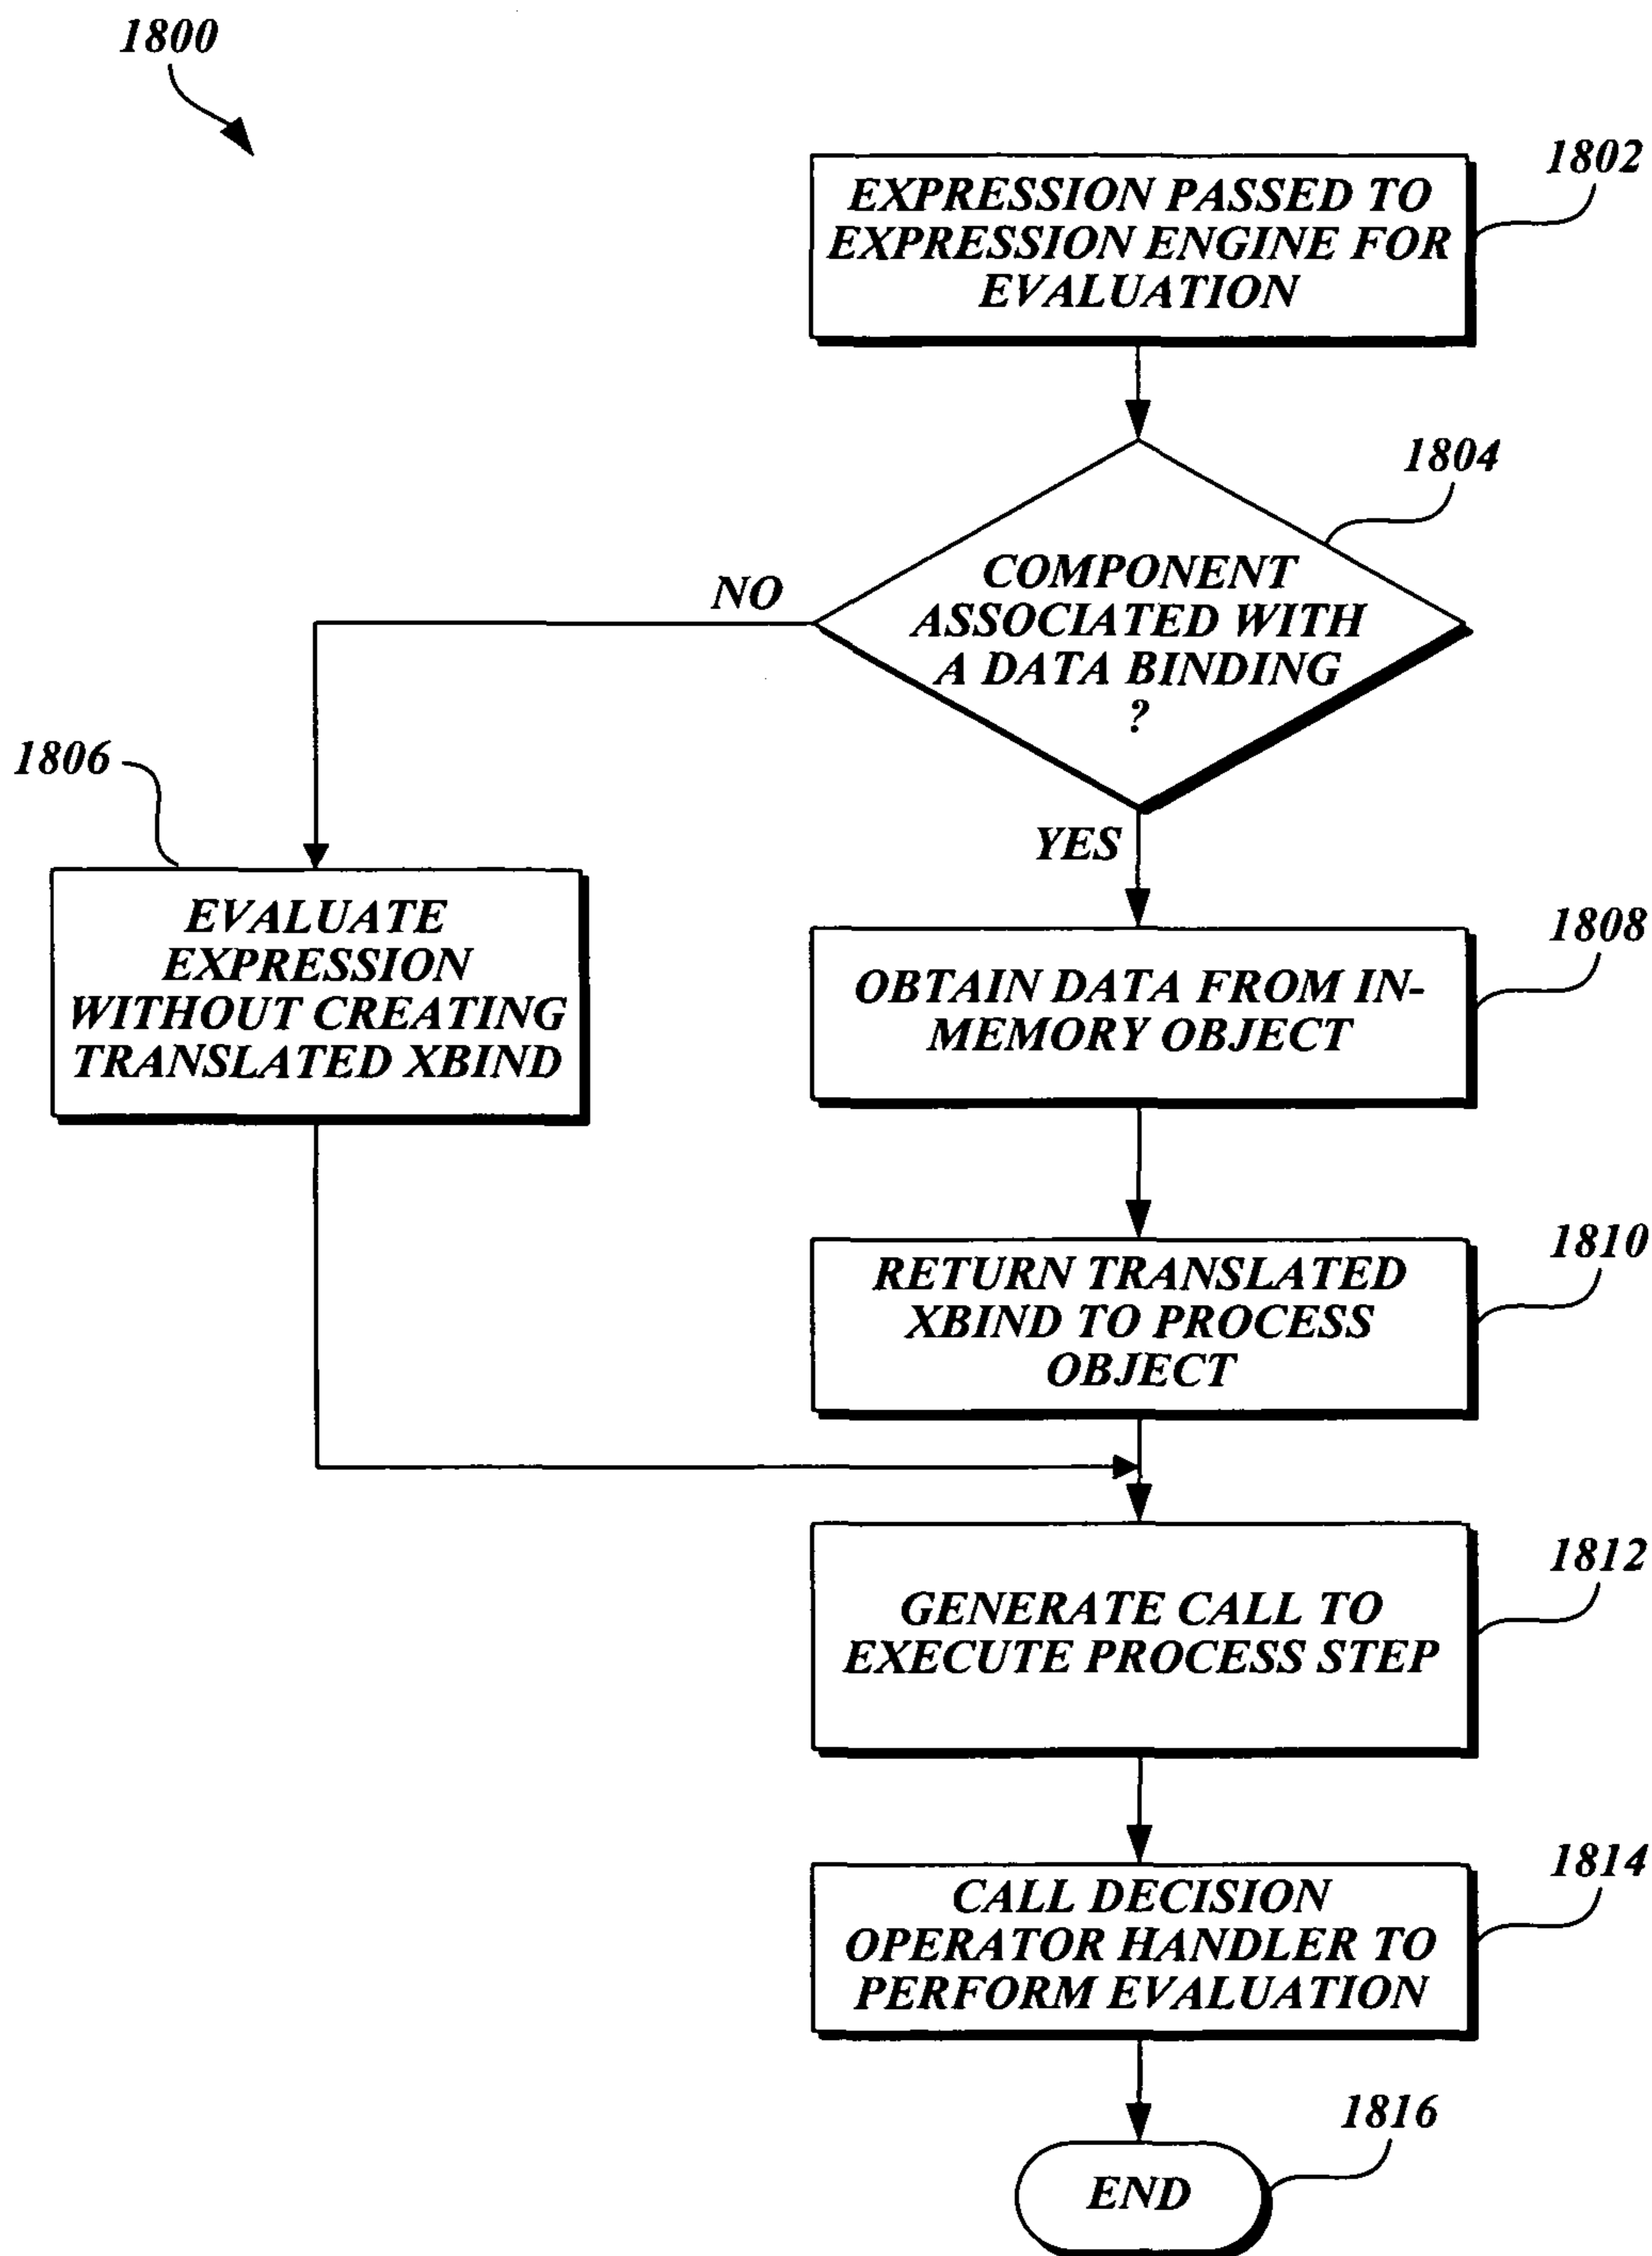 1800
1802
EXPRESSION PASSED TO
EXPRESSION ENGINE FOR
EVALUATION
1804
COMPONENT
ASSOCIATED WITH
A DATA BINDING
?
NO
YES
1806
EVALUATE
EXPRESSION
WITHOUT CREATING
TRANSLATED XBIND
1808
OBTAIN DATA FROM IN-
MEMORY OBJECT
1810
RETURN TRANSLATED
XBIND TO PROCESS
OBJECT
1812
GENERATE CALL TO
EXECUTE PROCESS STEP
1814
CALL DECISION
OPERATOR HANDLER TO
PERFORM EVALUATION
1816
END